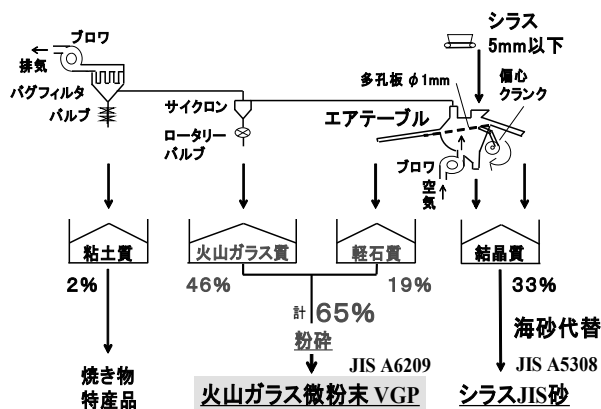 ブロワ
排気
バグフィルタ
バルブ
サイクロン
ロータリー
バルブ
シラス
5mm以下
多孔板 φ1mm
偏心
クランク
エアテーブル
ブロワ
空気
粘土質
火山ガラス質
軽石質
結晶質
2%
46%
19%
33%
計 65%
粉砕
海砂代替
焼き物
特産品
JIS A6209
火山ガラス微粉末 VGP
JIS A5308
シラスJIS砂